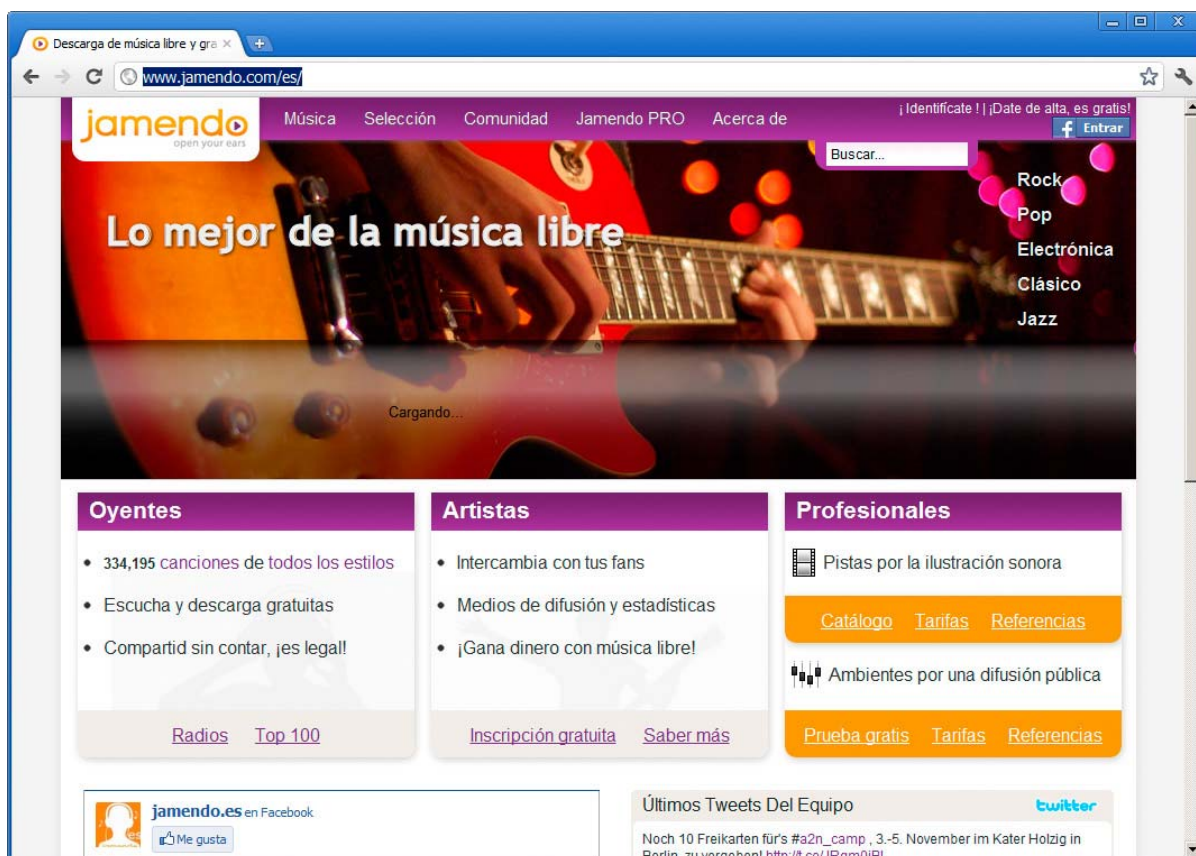 Descarga de música libre y gra
www.jamendo.com/es/
jamendo
open your ears
Música Selección Comunidad Jamendo PRO Acerca de
¡ Identifícate ! | ¡Date de alta, es gratis!
f Entrar
Buscar...
Lo mejor de la música libre
Rock
Pop
Electrónica
Clásico
Jazz
Cargando...
Oyentes
334,195 canciones de todos los estilos
Escucha y descarga gratuitas
Compartid sin contar, ¡es legal!
Radios Top 100
Artistas
Intercambia con tus fans
Medios de difusión y estadísticas
¡Gana dinero con música libre!
Inscripción gratuita Saber más
Profesionales
Pistas por la ilustración sonora
Catálogo Tarifas Referencias
Ambientes por una difusión pública
Prueba gratis Tarifas Referencias
jamendo.es en Facebook
Me gusta
Últimos Tweets Del Equipo
twitter
Noch 10 Freikarten für's #a2n_camp , 3.-5. November im Kater Holzig in
Berlin zu vergeben!